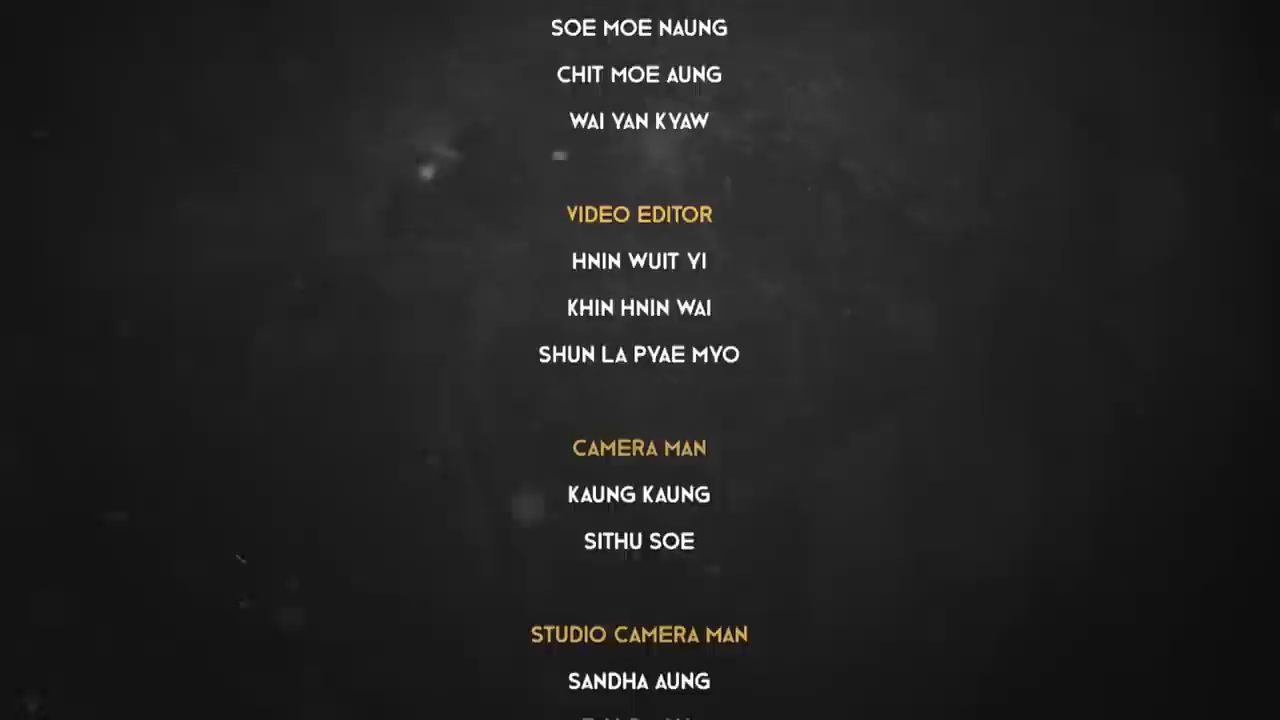 SOE MOE NAUNG
CHIT MOE AUNG
WAI YAN KYAW
VIDEO EDITOR
HNIN WUIT YI
KHIN HNIN WAI
SHUN LA PYAE MYO
CAMERA MAN
KAUNG KAUNG
SITHU SOE
STUDIO CAMERA MAN
SANDHA AUNG